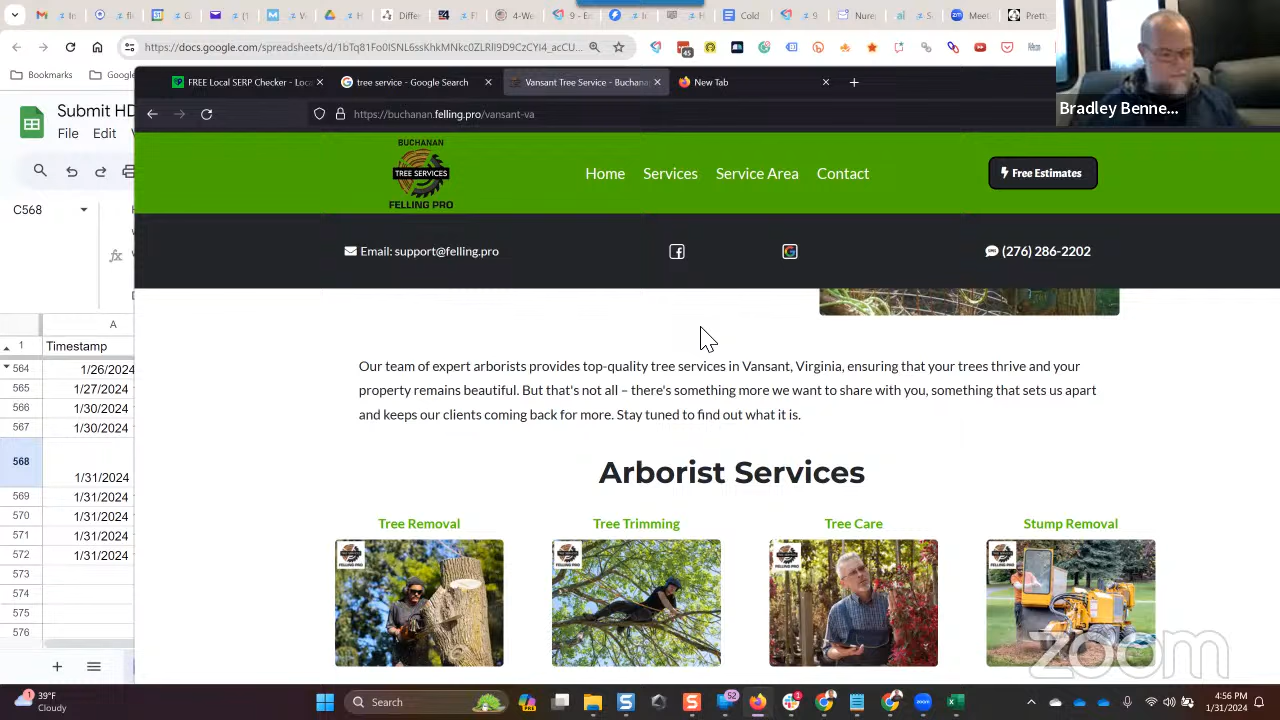 https://docs.google.com/spreadsheets/d/1bTq81Fo0ISNL6ssKhkMNkc0ZLRlI9D9CzCYI4_acCU...
45
Bookmarks
Google
Submit HD
File Edit
C568
A
1 Timestamp
564 1/26/2024
565 1/27/2024
566 1/30/2024
567 1/30/2024
568 1/31/2024
569 1/31/2024
570 1/31/2024
571 1/31/2024
572 1/31/2024
573
574
575
576
FREE Local SERP Checker - Loc
tree service - Google Search
Vansant Tree Service - Buchana
New Tab
https://buchanan.felling.pro/vansant-va
Bradley Benne...
BUCHANAN
TREE SERVICES
FELLING PRO
Home Services Service Area Contact
Free Estimates
Email: support@felling.pro
(276) 286-2202
Our team of expert arborists provides top-quality tree services in Vansant, Virginia, ensuring that your trees thrive and your
property remains beautiful. But that's not all – there's something more we want to share with you, something that sets us apart
and keeps our clients coming back for more. Stay tuned to find out what it is.
Arborist Services
Tree Removal Tree Trimming Tree Care Stump Removal
zoom
39°F
Cloudy
Search
52
1
4:56 PM
1/31/2024